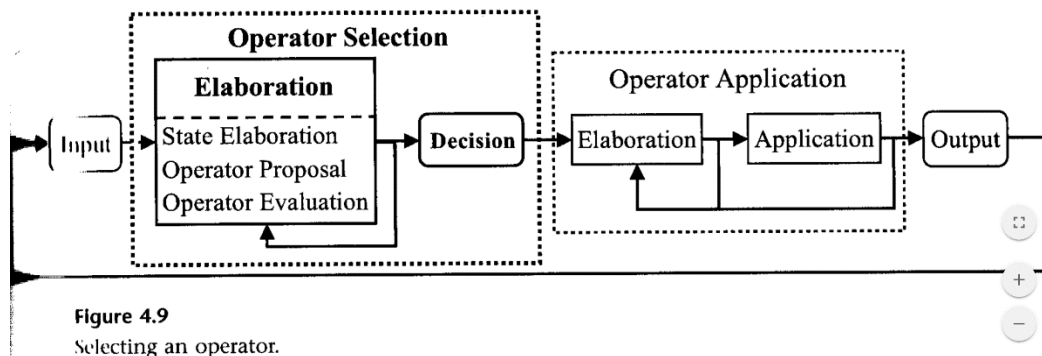 Operator Selection
Elaboration
State Elaboration
Operator Proposal
Operator Evaluation
Input
Decision
Operator Application
Elaboration
Application
Output
Figure 4.9
Selecting an operator.